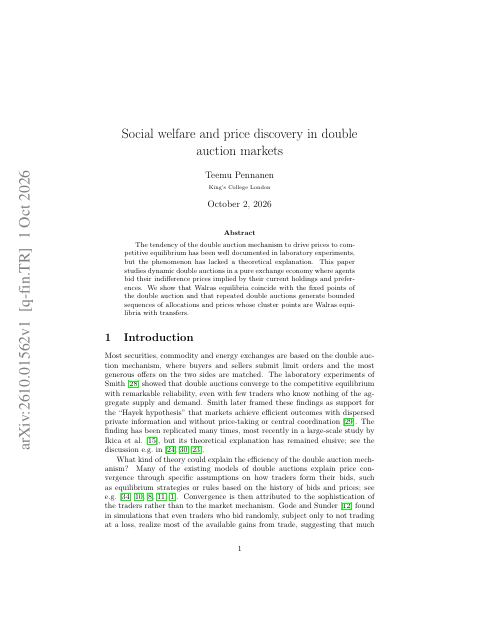 Social welfare and price discovery in double
auction markets
Teemu Pennanen
King's College London
October 2, 2026
Abstract
The tendency of the double auction mechanism to drive prices to com-
petitive equilibrium has been well documented in laboratory experiments,
but the phenomenon has lacked a theoretical explanation. This paper
studies dynamic double auctions in a pure exchange economy where agents
bid their indifference prices implied by their current holdings and prefer-
ences. We show that Walras equilibria coincide with the fixed points of
the double auction and that repeated double auctions generate bounded
sequences of allocations and prices whose cluster points are Walras equi-
libria with transfers.
1 Introduction
Most securities, commodity and energy exchanges are based on the double auc-
tion mechanism, where buyers and sellers submit limit orders and the most
generous offers on the two sides are matched. The laboratory experiments of
Smith [28] showed that double auctions converge to the competitive equilibrium
with remarkable reliability, even with few traders who know nothing of the ag-
gregate supply and demand. Smith later framed these findings as support for
the "Hayek hypothesis" that markets achieve efficient outcomes with dispersed
private information and without price-taking or central coordination [29]. The
finding has been replicated many times, most recently in a large-scale study by
Ikica et al. [15], but its theoretical explanation has remained elusive; see the
discussion e.g. in [24, 30, 21].
What kind of theory could explain the efficiency of the double auction mech-
anism? Many of the existing models of double auctions explain price con-
vergence through specific assumptions on how traders form their bids, such
as equilibrium strategies or rules based on the history of bids and prices; see
e.g. [34, 10, 8, 11, 1]. Convergence is then attributed to the sophistication of
the traders rather than to the market mechanism. Gode and Sunder [12] found
in simulations that even traders who bid randomly, subject only to not trading
at a loss, realize most of the available gains from trade, suggesting that much
1
arXiv:2610.01562v1 [q-fin.TR] 1 Oct 2026